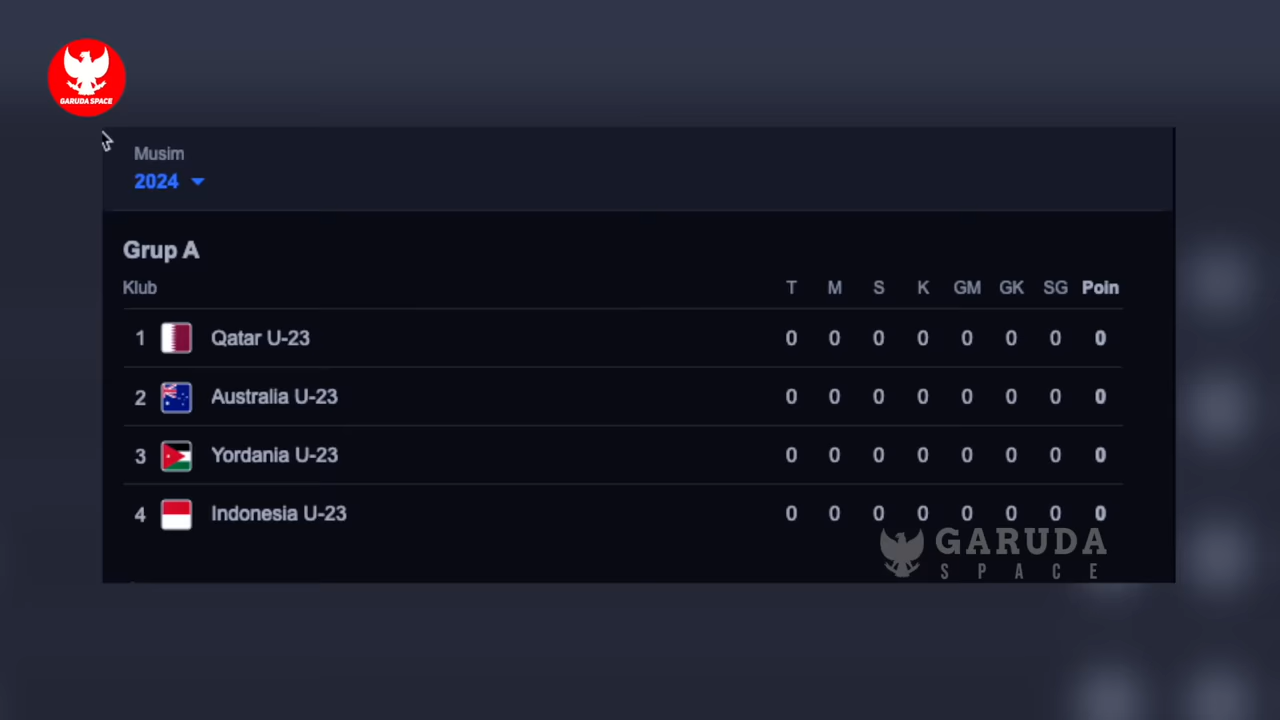 GARUDA SPACE
Musim
2024
Grup A
Klub T M S K GM GK SG Poin
1 Qatar U-23 0 0 0 0 0 0 0 0
2 Australia U-23 0 0 0 0 0 0 0 0
3 Yordania U-23 0 0 0 0 0 0 0 0
4 Indonesia U-23 0 0 0 0 0 0 0 0
GARUDA
SPACE